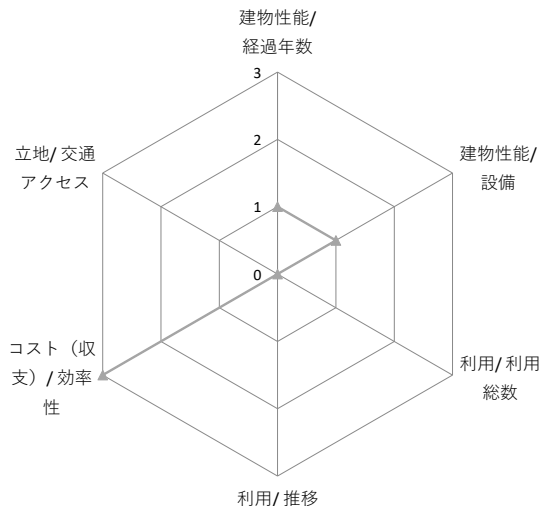 建物性能/
経過年数
3
2
1
0
建物性能/
設備
利用/利用
総数
利用/推移
コスト（収
支）/効率
性
立地/交通
アクセス